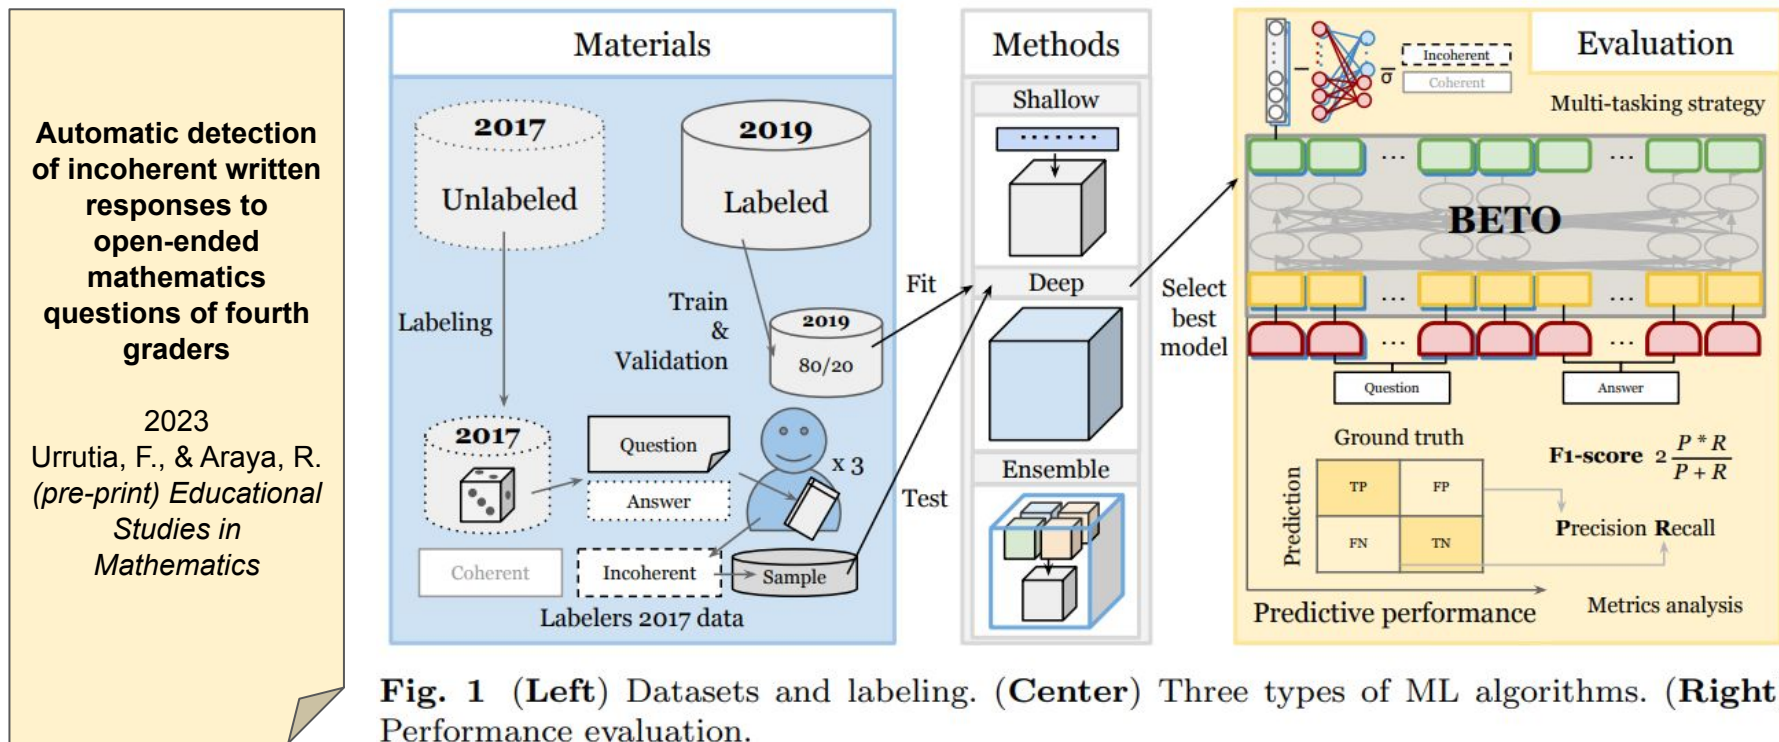 Automatic detection
of incoherent written
responses to
open-ended
mathematics
questions of fourth
graders
2023
Urrutia, F., & Araya, R.
(pre-print) Educational
Studies in
Mathematics
Materials
2017
Unlabeled
2019
Labeled
Labeling
Train
&
Validation
2019
80/20
2017
Question
Answer
x 3
Coherent
Incoherent
Sample
Labelers 2017 data
Fit
Test
Methods
Shallow
Deep
Ensemble
Select
best
model
Evaluation
σ
Incoherent
Coherent
Multi-tasking strategy
...
...
BETO
...
...
...
...
Question
Answer
Ground truth
Prediction
TP
FP
FN
TN
F1-score 2 P * R / P + R
Precision Recall
Predictive performance
Metrics analysis
Fig. 1 (Left) Datasets and labeling. (Center) Three types of ML algorithms. (Right
Performance evaluation.